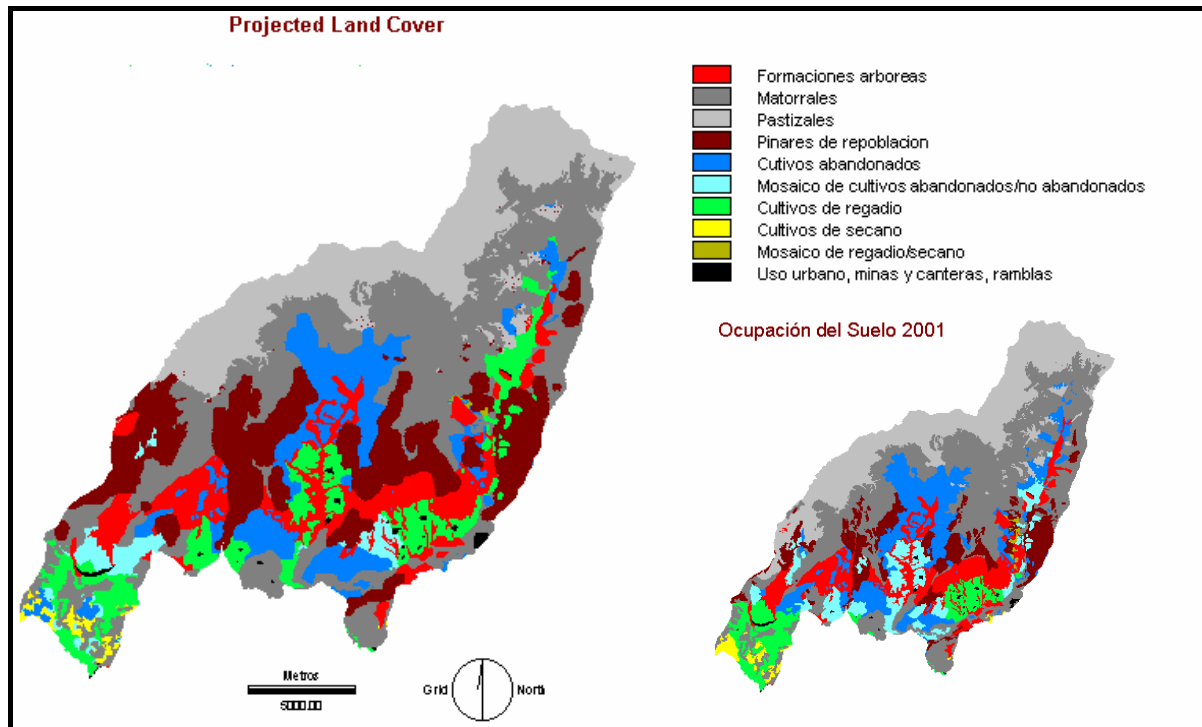 Projected Land Cover
Formaciones arboreas
Matorrales
Pastizales
Pinares de repoblacion
Cutivos abandonados
Mosaico de cultivos abandonados/no abandonados
Cultivos de regadio
Cultivos de secano
Mosaico de regadio/secano
Uso urbano, minas y canteras, ramblas
Ocupación del Suelo 2001
Metros
5000.00
Grid North